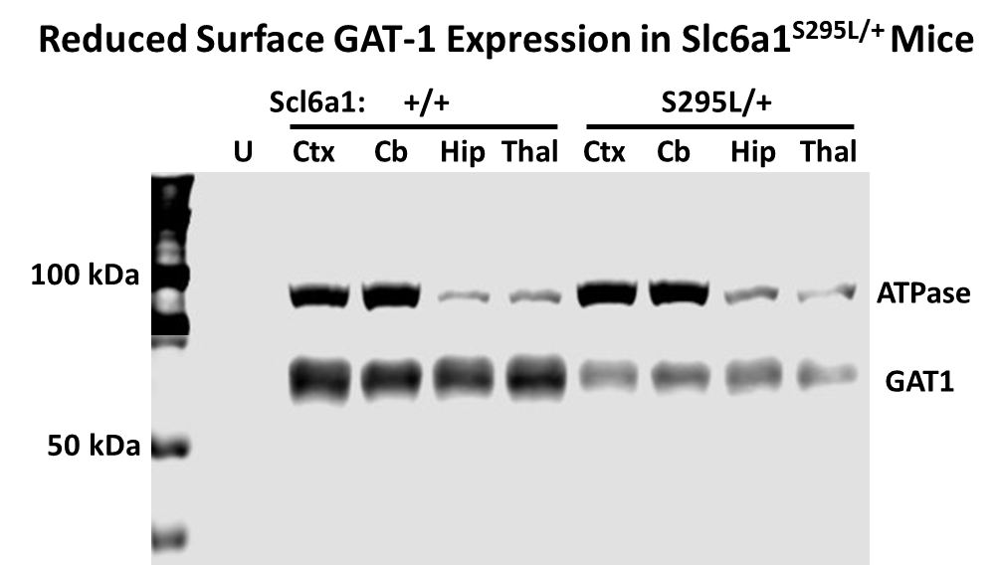 Reduced Surface GAT-1 Expression in Slc6a1S295L/+ Mice
Scl6a1: +/+ S295L/+
U Ctx Cb Hip Thal Ctx Cb Hip Thal
100 kDa
ATPase
GAT1
50 kDa